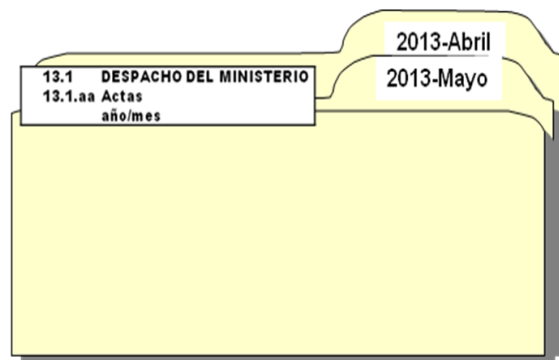 2013-Abril
2013-Mayo
13.1 DESPACHO DEL MINISTERIO
13.1.aa Actas
año/mes